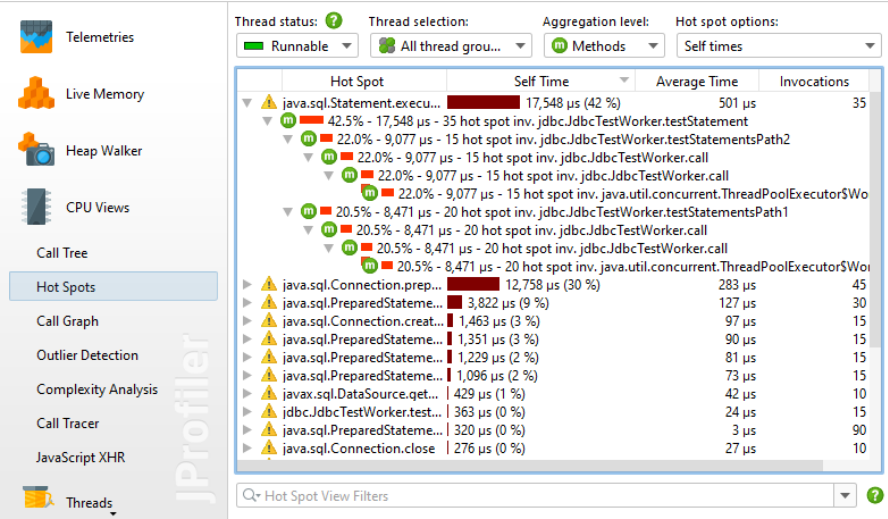 Telemetries
Live Memory
Heap Walker
CPU Views
Call Tree
Hot Spots
Call Graph
Outlier Detection
Complexity Analysis
Call Tracer
JavaScript XHR
Threads
JProfiler
Thread status: ?
Thread selection:
Aggregation level:
Hot spot options:
Runnable
All thread grou...
m Methods
Self times
Hot Spot Self Time Average Time Invocations
java.sql.Statement.execu... 17,548 µs (42 %) 501 µs 35
m 42.5% - 17,548 µs - 35 hot spot inv. jdbc.JdbcTestWorker.testStatement
m 22.0% - 9,077 µs - 15 hot spot inv. jdbc.JdbcTestWorker.testStatementsPath2
m 22.0% - 9,077 µs - 15 hot spot inv. jdbc.JdbcTestWorker.call
m 22.0% - 9,077 µs - 15 hot spot inv. jdbc.JdbcTestWorker.call
m 22.0% - 9,077 µs - 15 hot spot inv. java.util.concurrent.ThreadPoolExecutor$Wo
m 20.5% - 8,471 µs - 20 hot spot inv. jdbc.JdbcTestWorker.testStatementsPath1
m 20.5% - 8,471 µs - 20 hot spot inv. jdbc.JdbcTestWorker.call
m 20.5% - 8,471 µs - 20 hot spot inv. jdbc.JdbcTestWorker.call
m 20.5% - 8,471 µs - 20 hot spot inv. java.util.concurrent.ThreadPoolExecutor$Wor
java.sql.Connection.prep... 12,758 µs (30 %) 283 µs 45
java.sql.PreparedStateme... 3,822 µs (9 %) 127 µs 30
java.sql.Connection.creat... 1,463 µs (3 %) 97 µs 15
java.sql.PreparedStateme... 1,351 µs (3 %) 90 µs 15
java.sql.PreparedStateme... 1,229 µs (2 %) 81 µs 15
java.sql.PreparedStateme... 1,096 µs (2 %) 73 µs 15
javax.sql.DataSource.get... 429 µs (1 %) 42 µs 10
jdbc.JdbcTestWorker.test... 363 µs (0 %) 24 µs 15
java.sql.PreparedStateme... 320 µs (0 %) 3 µs 90
java.sql.Connection.close 276 µs (0 %) 27 µs 10
Hot Spot View Filters ?